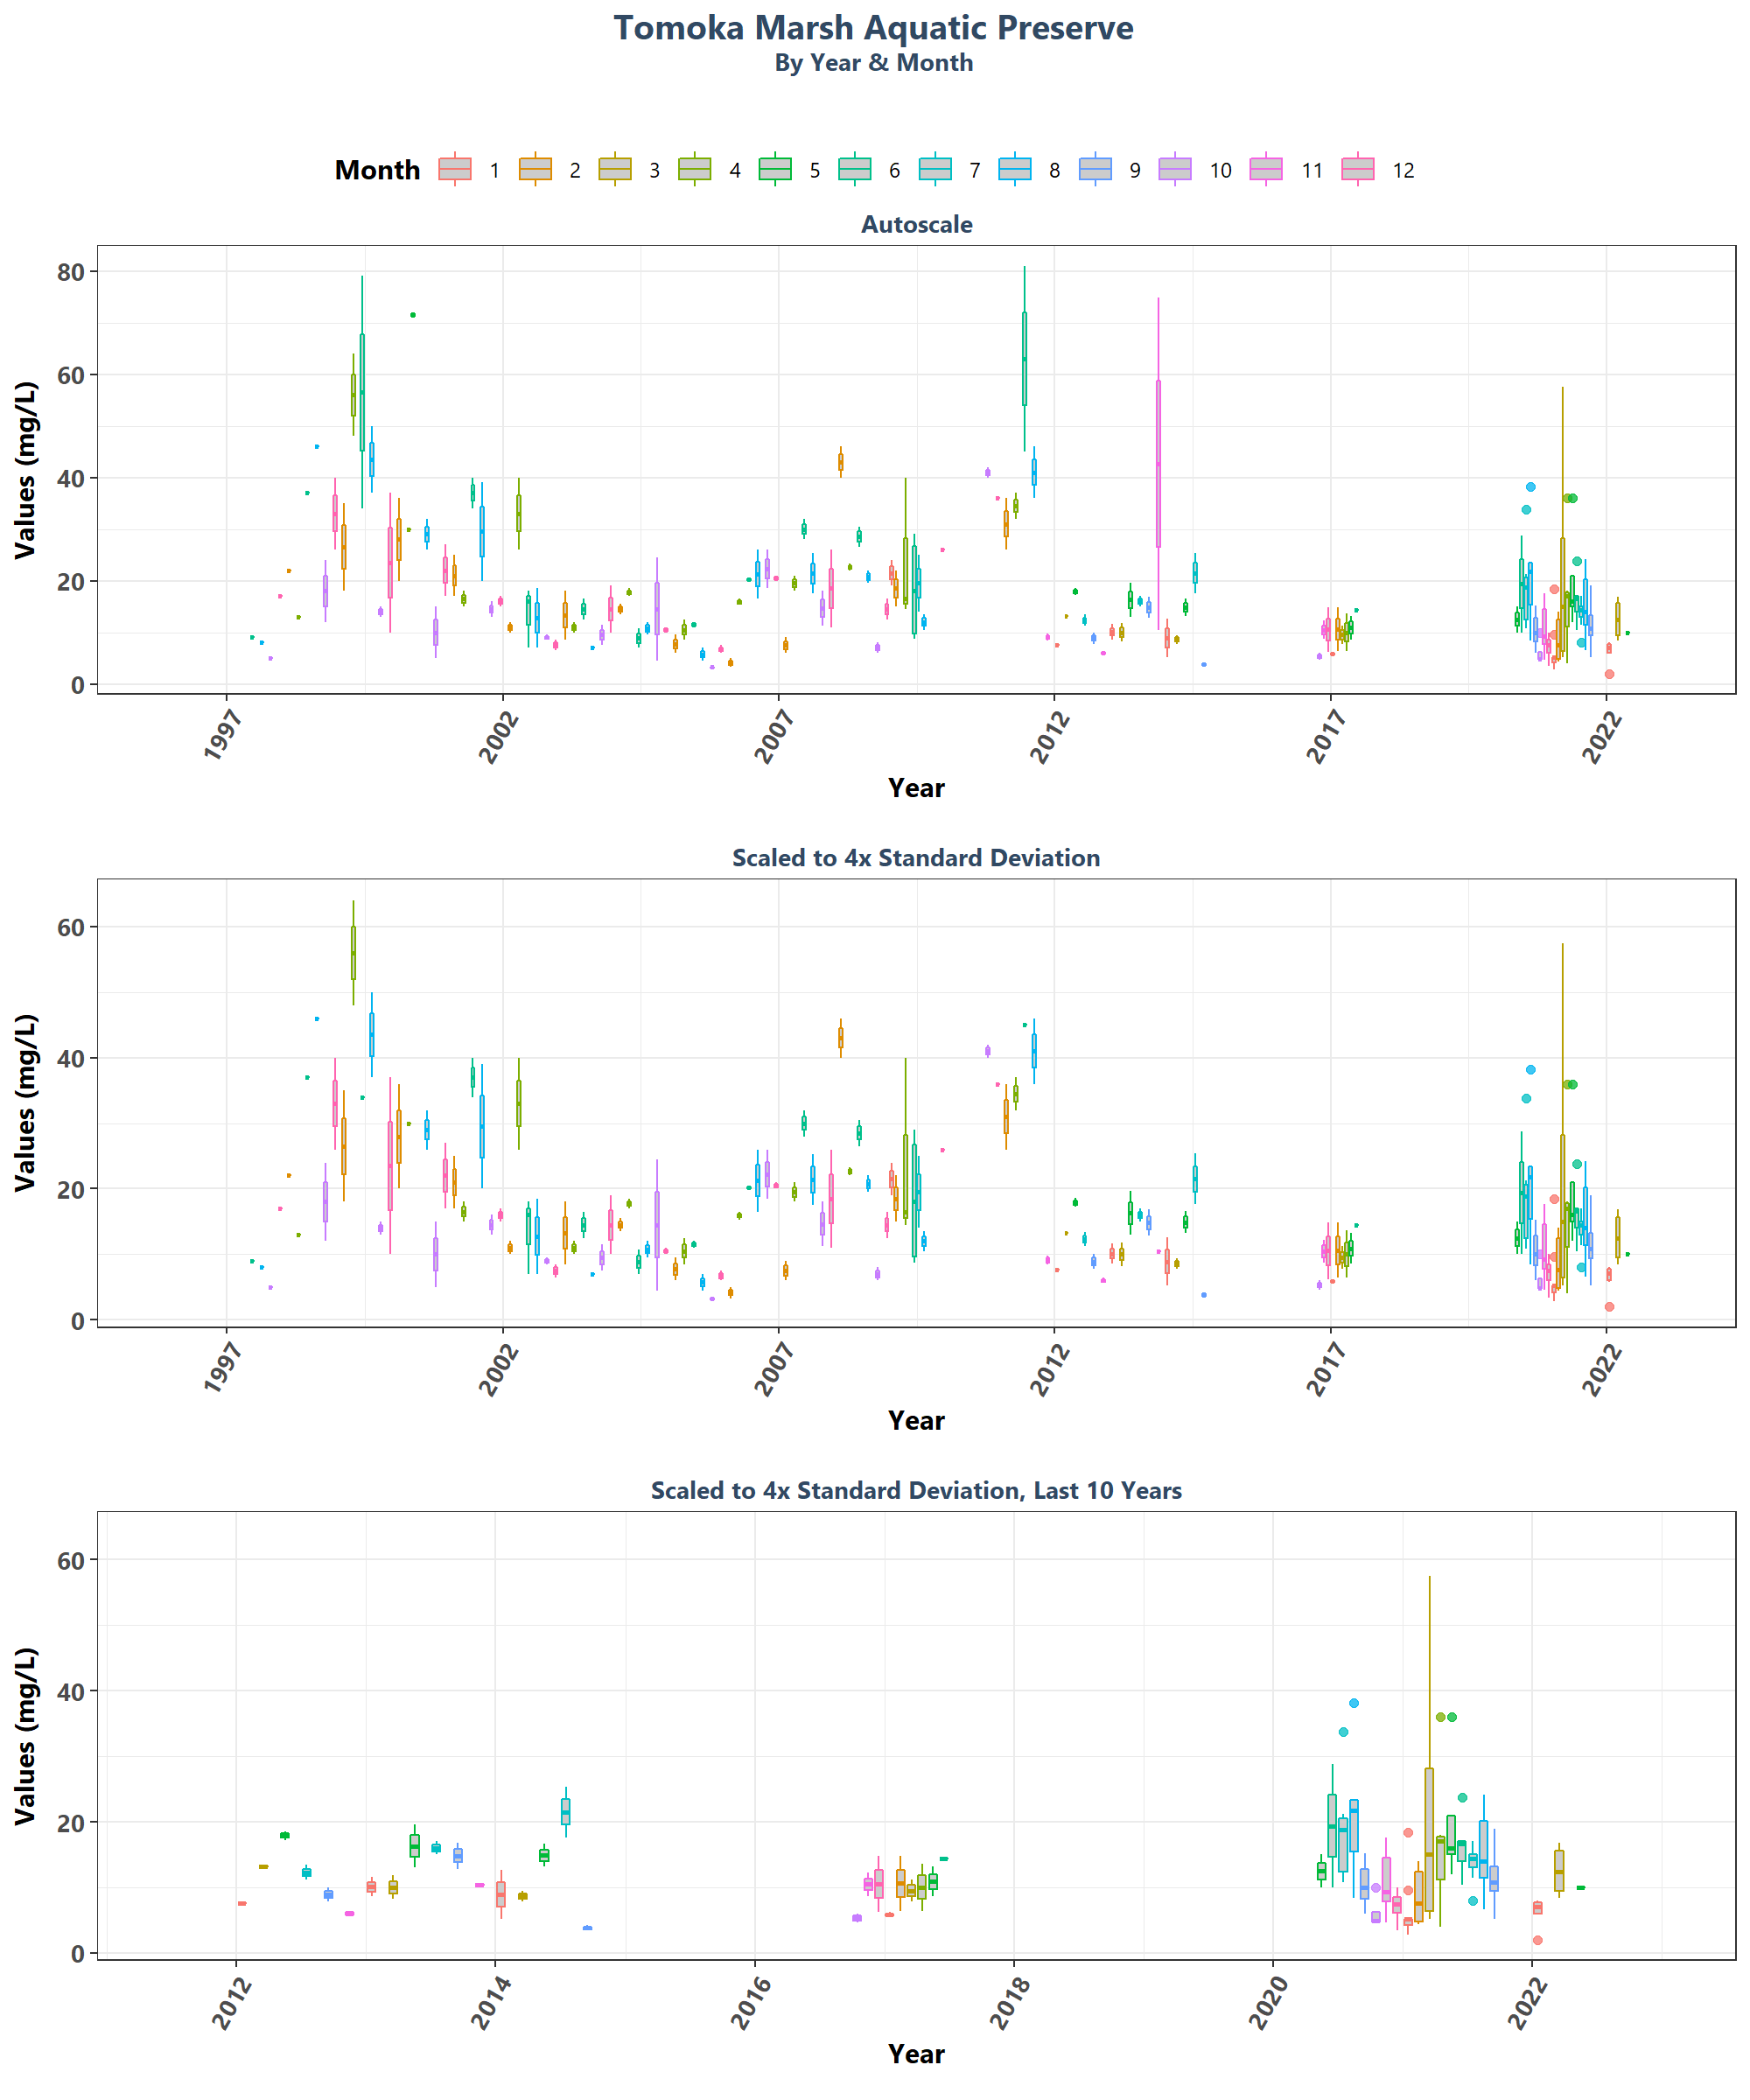 Tomoka Marsh Aquatic Preserve
By Year & Month
Month 1 2 3 4 5 6 7 8 9 10 11 12
Autoscale
Values (mg/L)
80
60
40
20
0
1997 2002 2007 2012 2017 2022
Year
Scaled to 4x Standard Deviation
Values (mg/L)
60
40
20
0
1997 2002 2007 2012 2017 2022
Year
Scaled to 4x Standard Deviation, Last 10 Years
Values (mg/L)
60
40
20
0
2012 2014 2016 2018 2020 2022
Year